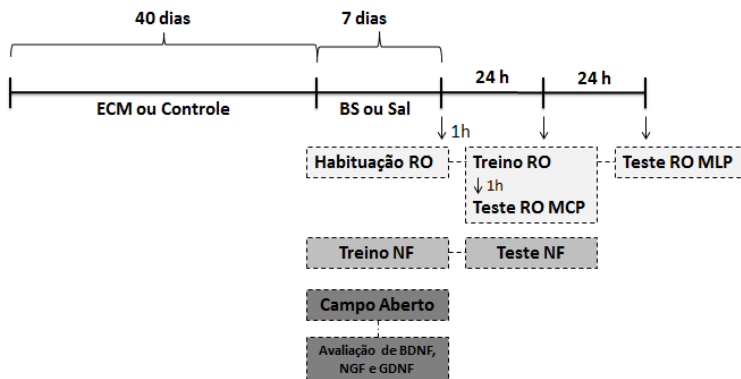 40 dias
7 dias
24 h
24 h
ECM ou Controle
BS ou Sal
1h
Habituação RO
Treino RO
1h
Teste RO MCP
Teste RO MLP
Treino NF
Teste NF
Campo Aberto
Avaliação de BDNF,
NGF e GDNF